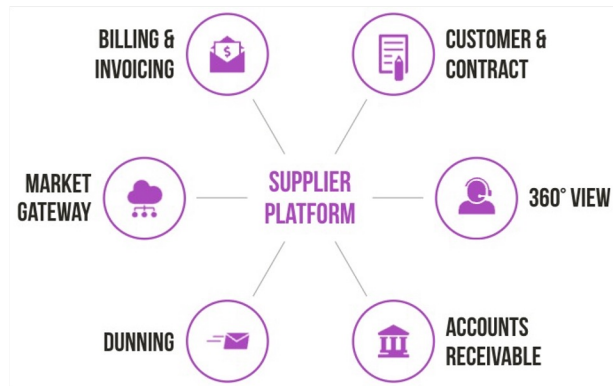 BILLING &
INVOICING
$
CUSTOMER &
CONTRACT
MARKET
GATEWAY
SUPPLIER
PLATFORM
360° VIEW
DUNNING
ACCOUNTS
RECEIVABLE